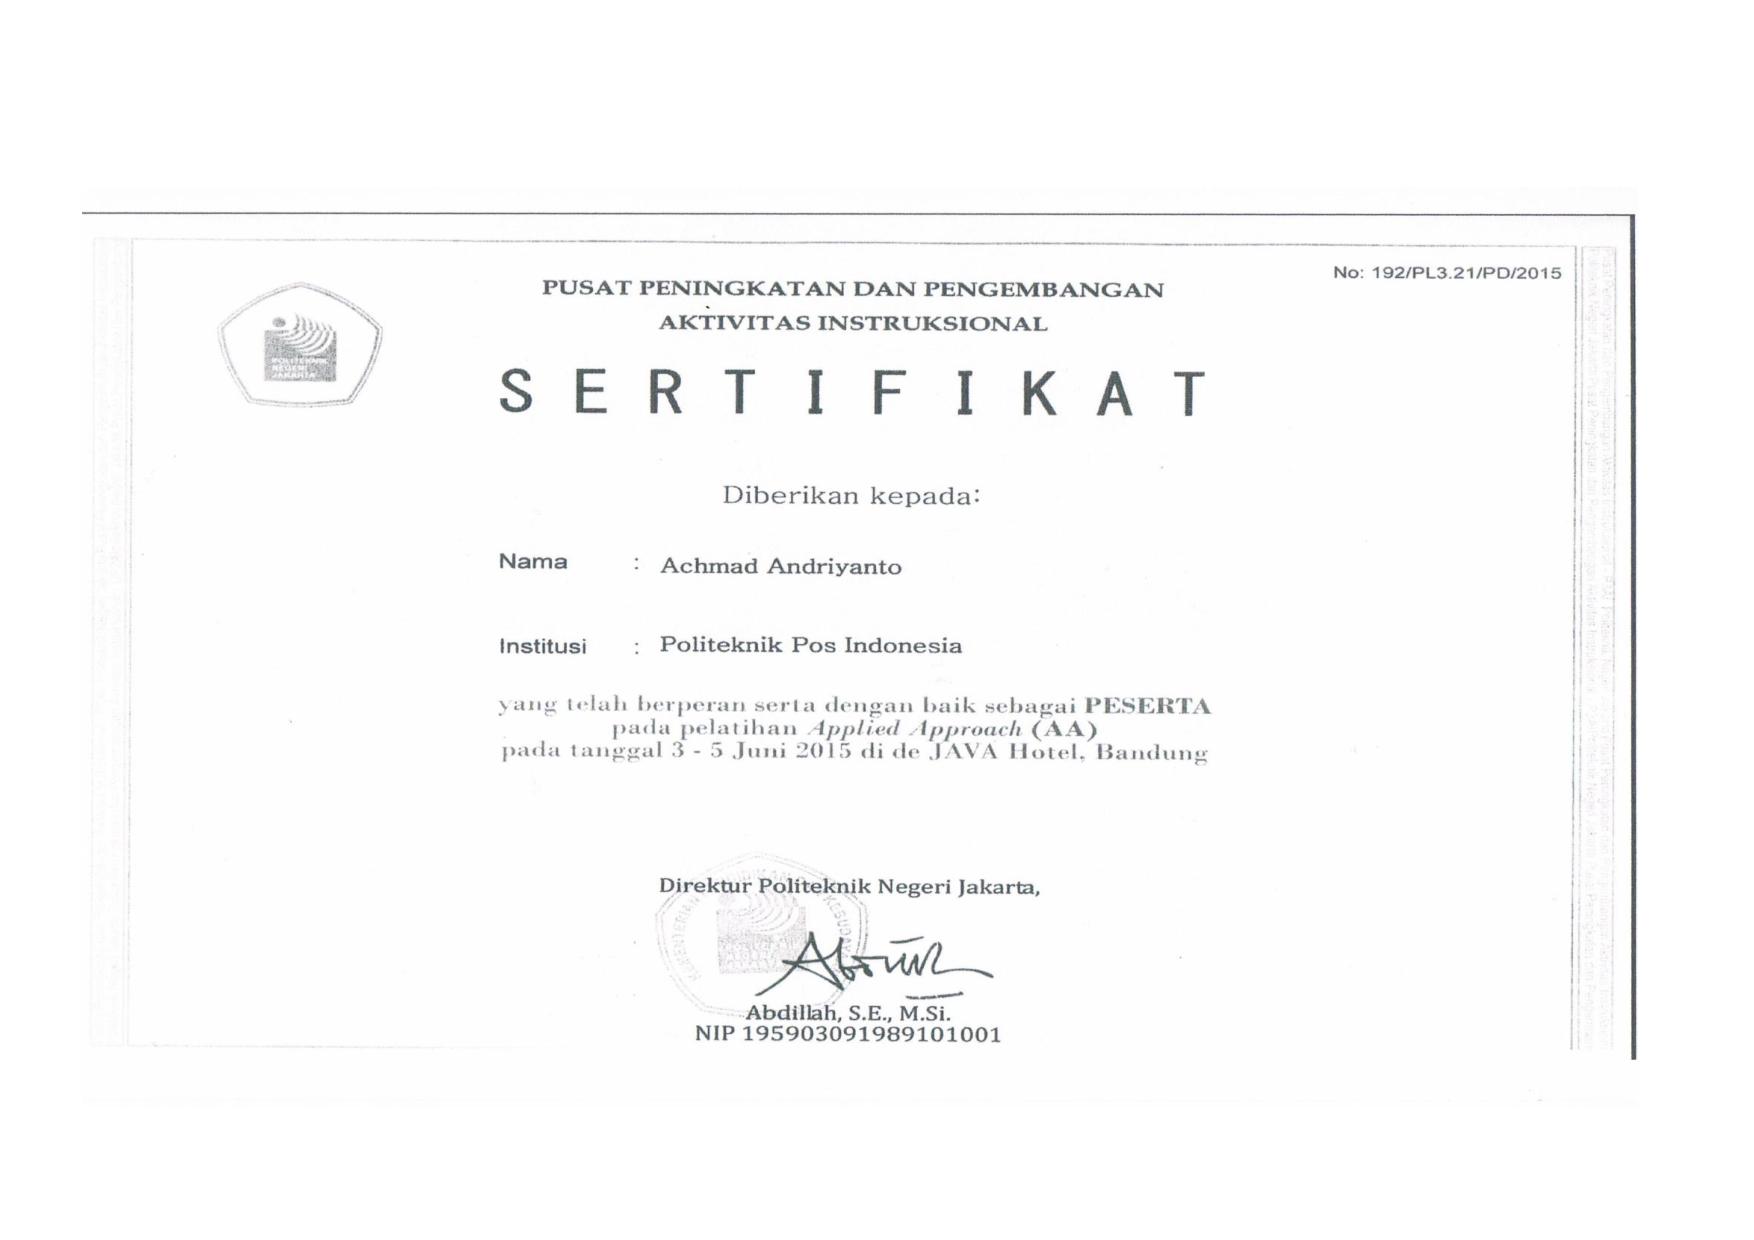 No: 192/PL3.21/PD/2015
PUSAT PENINGKATAN DAN PENGEMBANGAN
AKTIVITAS INSTRUKSIONAL
POLITEKNIK
NEGERI
JAKARTA
SERTIFIKAT
Diberikan kepada:
Nama : Achmad Andriyanto
Institusi : Politeknik Pos Indonesia
yang telah berperan serta dengan baik sebagai PESERTA
pada pelatihan Applied Approach (AA)
pada tanggal 3 - 5 Juni 2015 di de JAVA Hotel, Bandung
Direktur Politeknik Negeri Jakarta,
Abdillah, S.E., M.Si.
NIP 195903091989101001